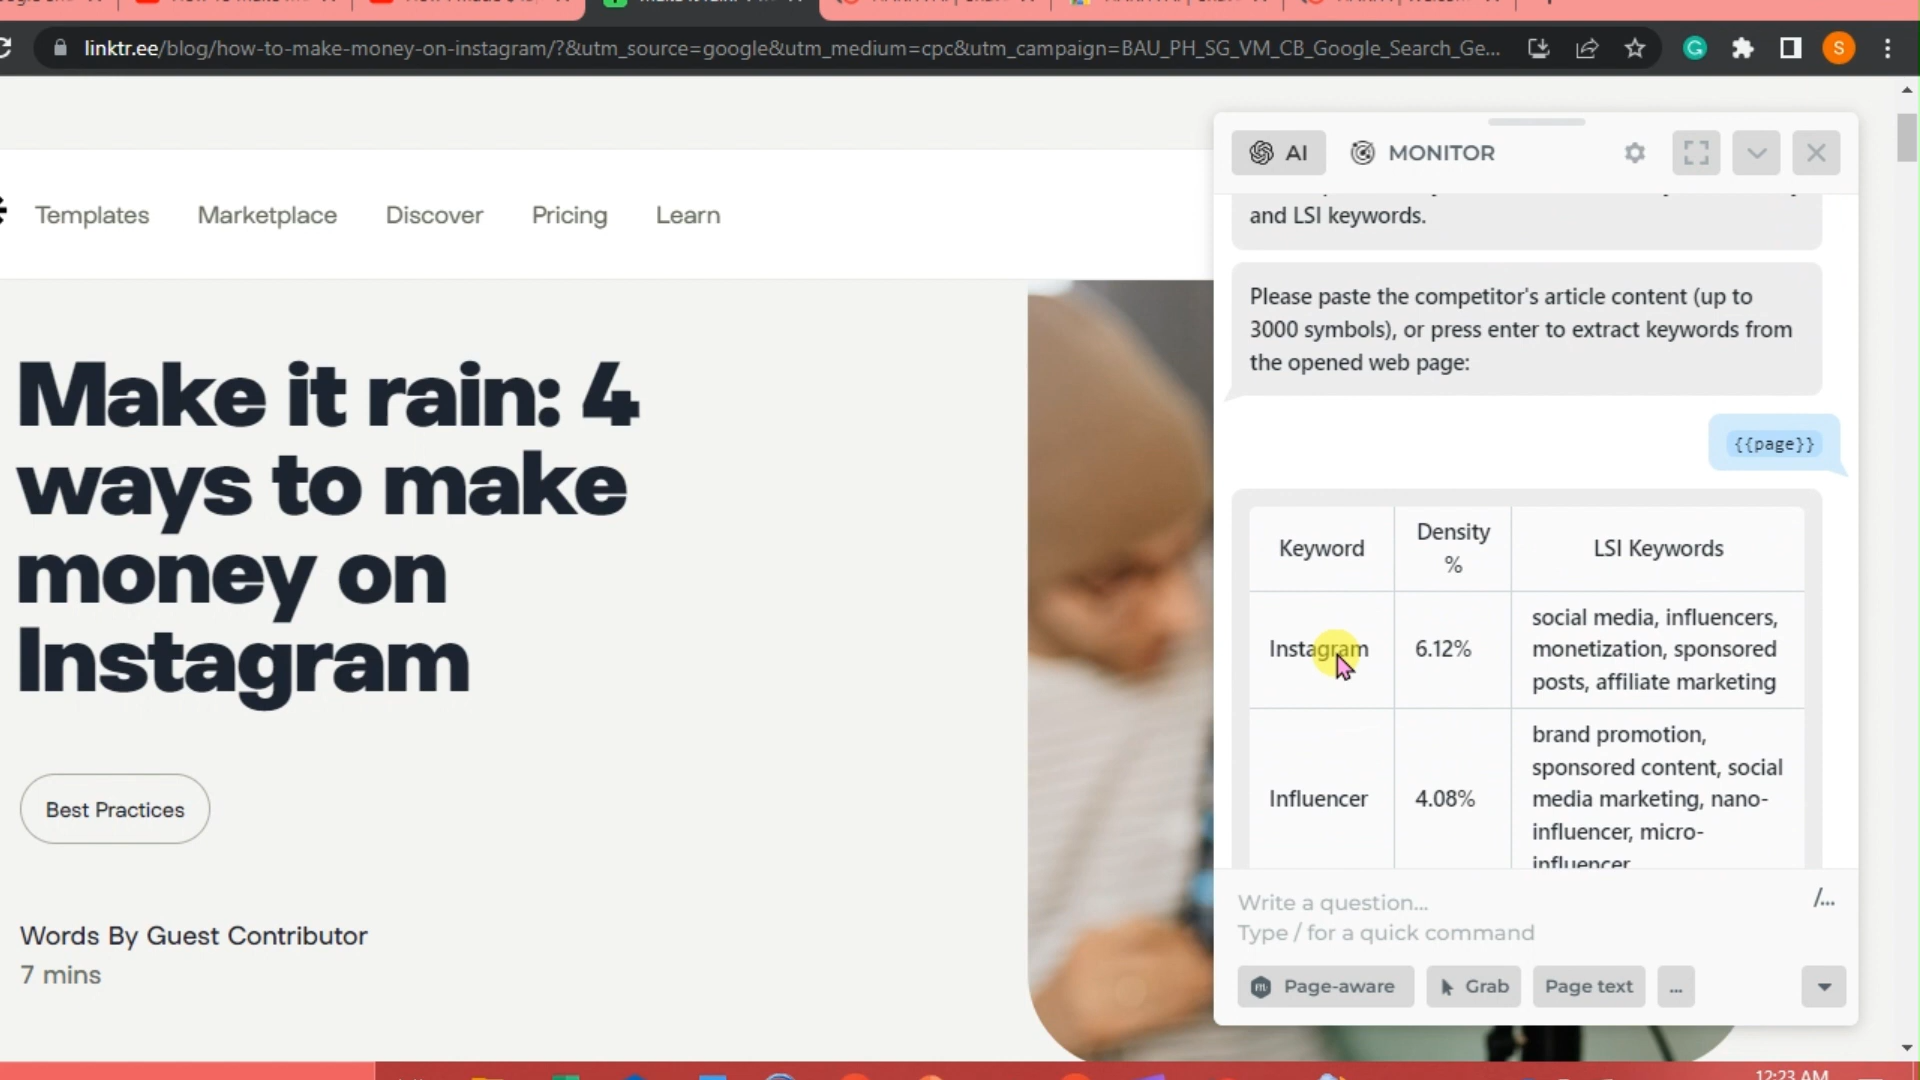 linktr.ee/blog/how-to-make-money-on-instagram/?&utm_source=google&utm_medium=cpc&utm_campaign=BAU_PH_SG_VM_CB_Google_Search_Ge...
G
S
Templates
Marketplace
Discover
Pricing
Learn
Make it rain: 4
ways to make
money on
Instagram
Best Practices
Words By Guest Contributor
7 mins
AI
MONITOR
and LSI keywords.
Please paste the competitor's article content (up to
3000 symbols), or press enter to extract keywords from
the opened web page:
{{page}}
Keyword
Density
%
LSI Keywords
Instagram
6.12%
social media, influencers,
monetization, sponsored
posts, affiliate marketing
Influencer
4.08%
brand promotion,
sponsored content, social
media marketing, nano-
influencer, micro-
influencer
Write a question...
Type / for a quick command
/...
m Page-aware
Grab
Page text
...
12:23 AM